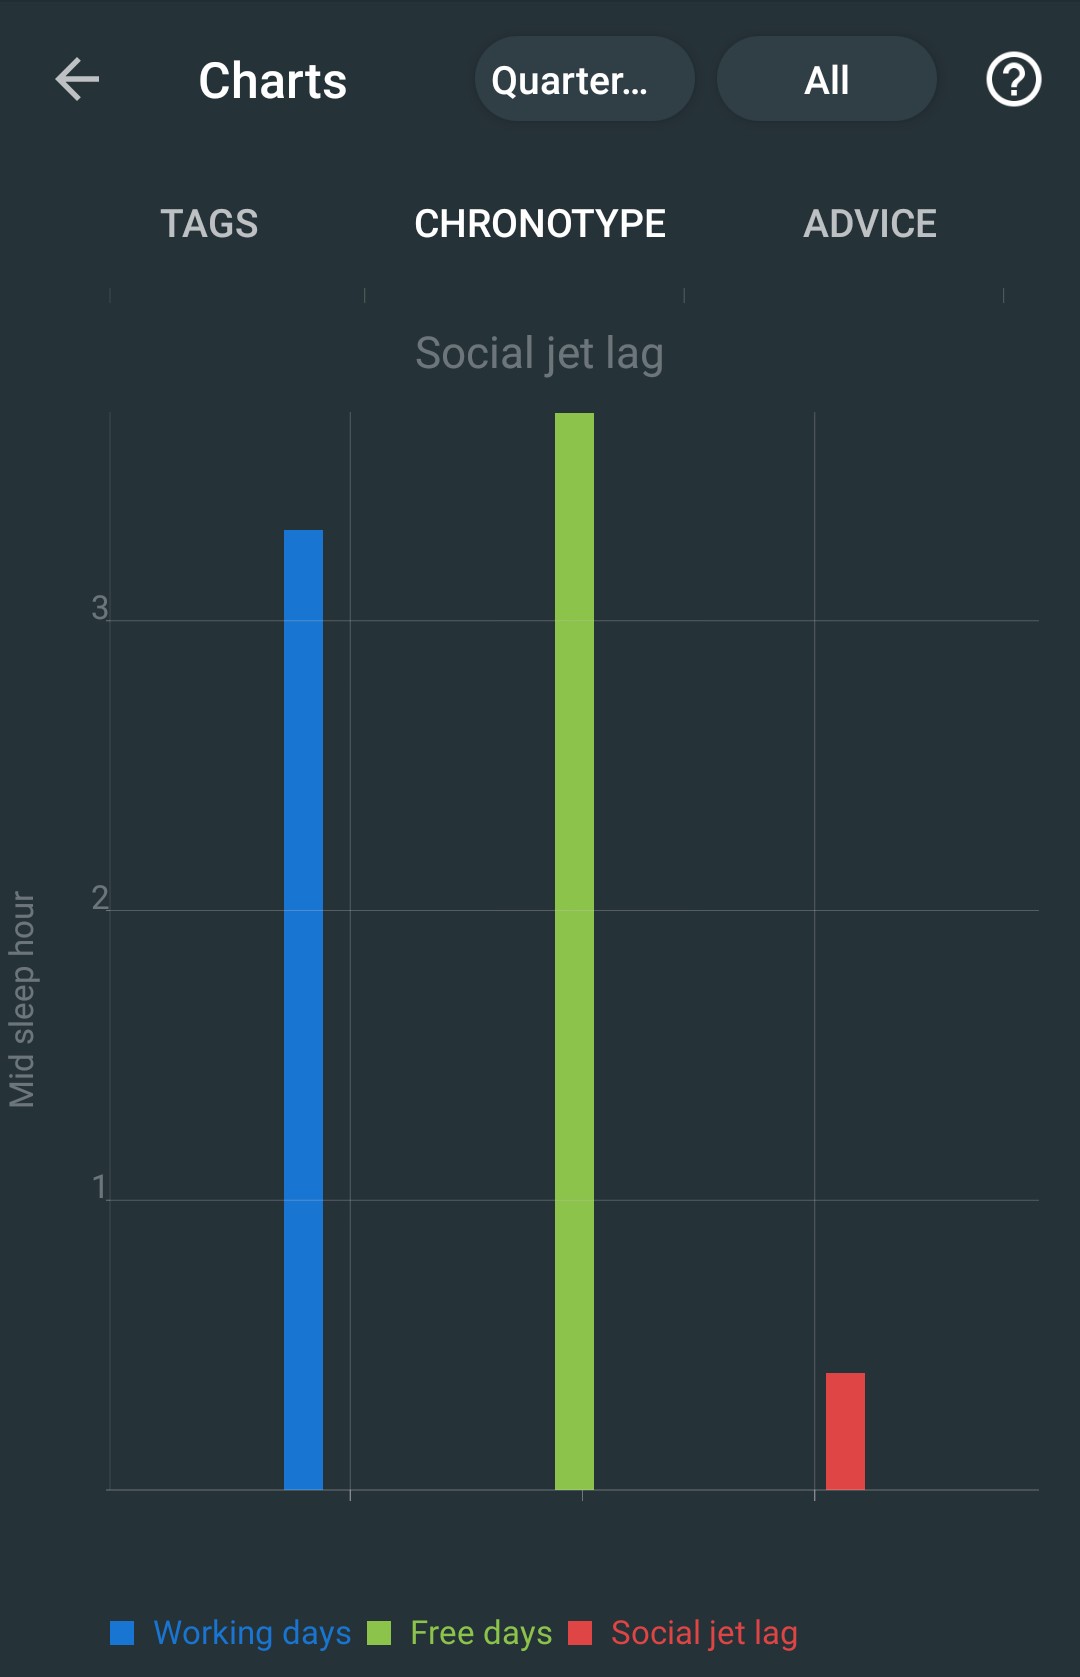 Charts
Quarter...
All
TAGS
CHRONOTYPE
ADVICE
Social jet lag
3
2
1
Mid sleep hour
Working days
Free days
Social jet lag